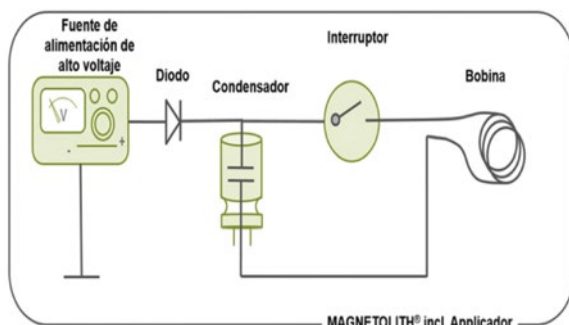 Fuente de
alimentación de
alto voltaje
Diodo
Condensador
Interruptor
Bobina
V
- +
MAGNETOLITH® incl. Applicador